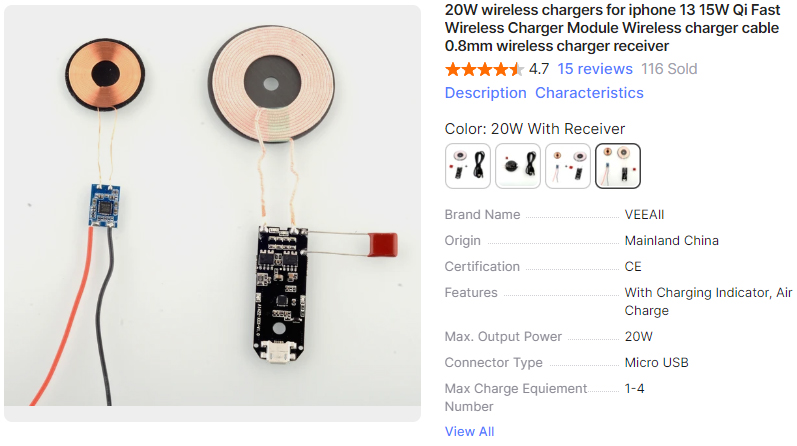 20W wireless chargers for iphone 13 15W Qi Fast
Wireless Charger Module Wireless charger cable
0.8mm wireless charger receiver
4.7 15 reviews 116 Sold
Description Characteristics
Color: 20W With Receiver
Brand Name VEEAII
Origin Mainland China
Certification CE
Features With Charging Indicator, Air
Charge
Max. Output Power 20W
Connector Type Micro USB
Max Charge Equiement 1-4
Number
View All